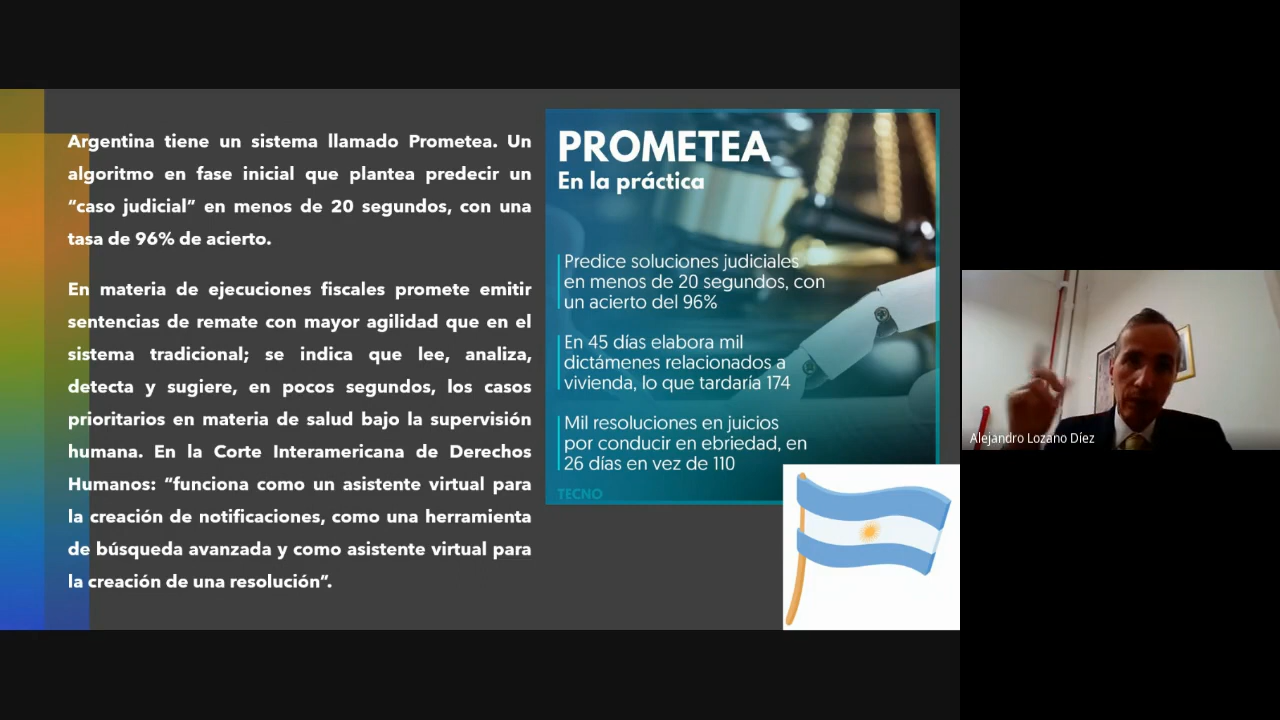 Argentina tiene un sistema llamado Prometea. Un
algoritmo en fase inicial que plantea predecir un
“caso judicial” en menos de 20 segundos, con una
tasa de 96% de acierto.
En materia de ejecuciones fiscales promete emitir
sentencias de remate con mayor agilidad que en el
sistema tradicional; se indica que lee, analiza,
detecta y sugiere, en pocos segundos, los casos
prioritarios en materia de salud bajo la supervisión
humana. En la Corte Interamericana de Derechos
Humanos: “funciona como un asistente virtual para
la creación de notificaciones, como una herramienta
de búsqueda avanzada y como asistente virtual para
la creación de una resolución”.
PROMETEA
En la práctica
Predice soluciones judiciales
en menos de 20 segundos, con
un acierto del 96%
En 45 días elabora mil
dictámenes relacionados a
vivienda, lo que tardaría 174
Mil resoluciones en juicios
por conducir en ebriedad, en
26 días en vez de 110
TECNO
Alejandro Lozano Díez